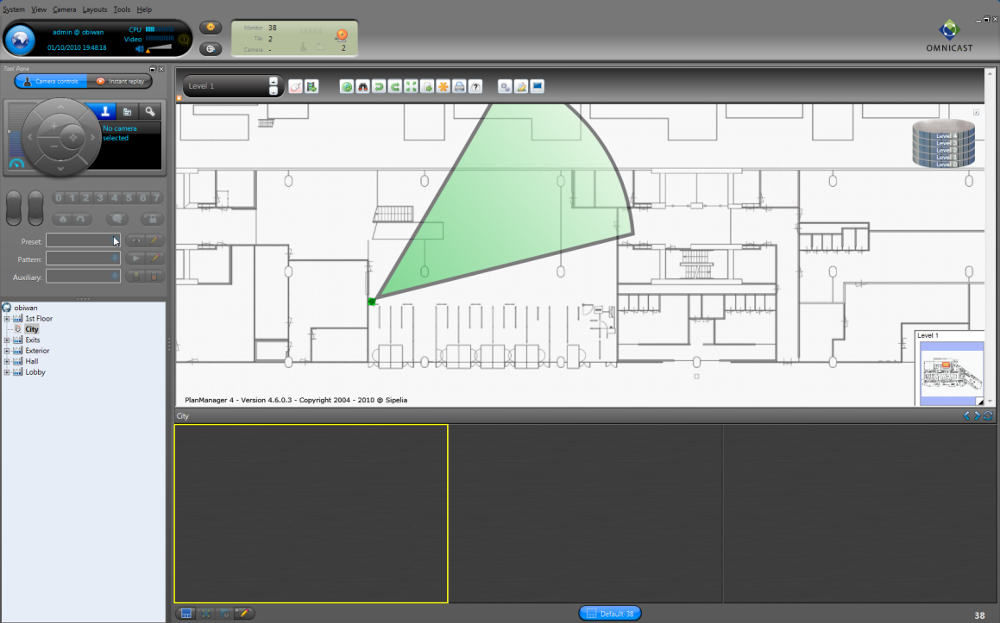 System View Camera Layouts Tools Help
admin @ obiwan
01/10/2010 19:48:18
CPU
Video
Monitor 38
Tile 2
Camera -
2
OMNICAST
Tool Pane
Camera controls
Instant replay
No camera
selected
0 1 2 3 4 5 6 7
Preset:
Pattern:
Auxiliary:
obiwan
1st Floor
City
Exits
Exterior
Hall
Lobby
Level 1
Level 4
Level 3
Level 2
Level 1
Level 0
Level 1
PlanManager 4 - Version 4.6.0.3 - Copyright 2004 - 2010 @ Sipelia
City
Default-38
38